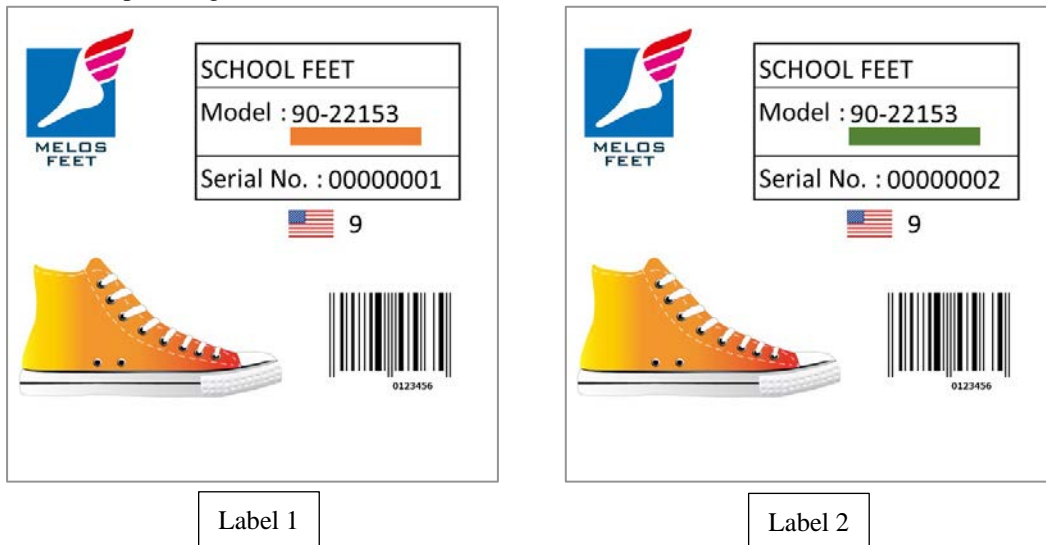 MELOS
FEET
SCHOOL FEET
Model : 90-22153
Serial No. : 00000001
9
0123456
Label 1
MELOS
FEET
SCHOOL FEET
Model : 90-22153
Serial No. : 00000002
9
0123456
Label 2